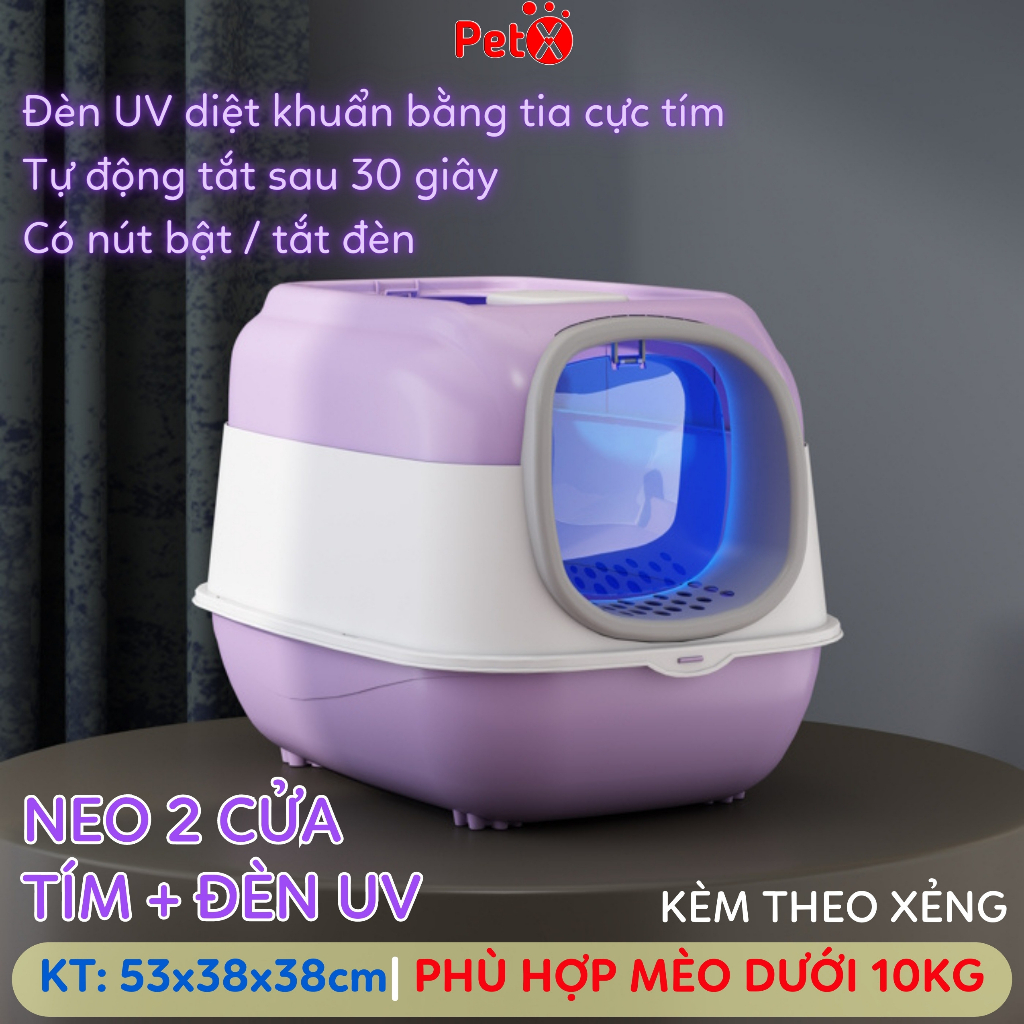 PetX
Đèn UV diệt khuẩn bằng tia cực tím
Tự động tắt sau 30 giây
Có nút bật / tắt đèn
NEO 2 CỬA
TÍM + ĐÈN UV
KÈM THEO XẺNG
KT: 53x38x38cm| PHÙ HỢP MÈO DƯỚI 10KG